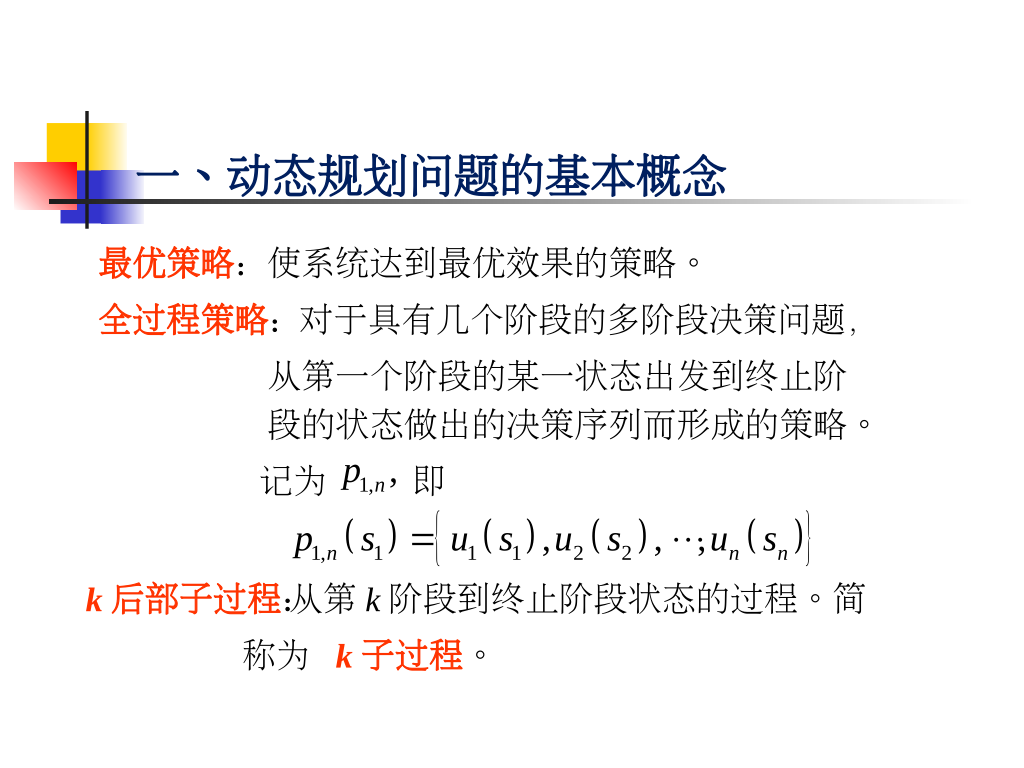 一、动态规划问题的基本概念
最优策略：使系统达到最优效果的策略。
全过程策略：对于具有几个阶段的多阶段决策问题，
从第一个阶段的某一状态出发到终止阶
段的状态做出的决策序列而形成的策略。
记为 p1,n，即
p1,n(s1)={u1(s1),u2(s2),⋯;un(sn)}
k 后部子过程:从第 k 阶段到终止阶段状态的过程。简
称为 k 子过程。